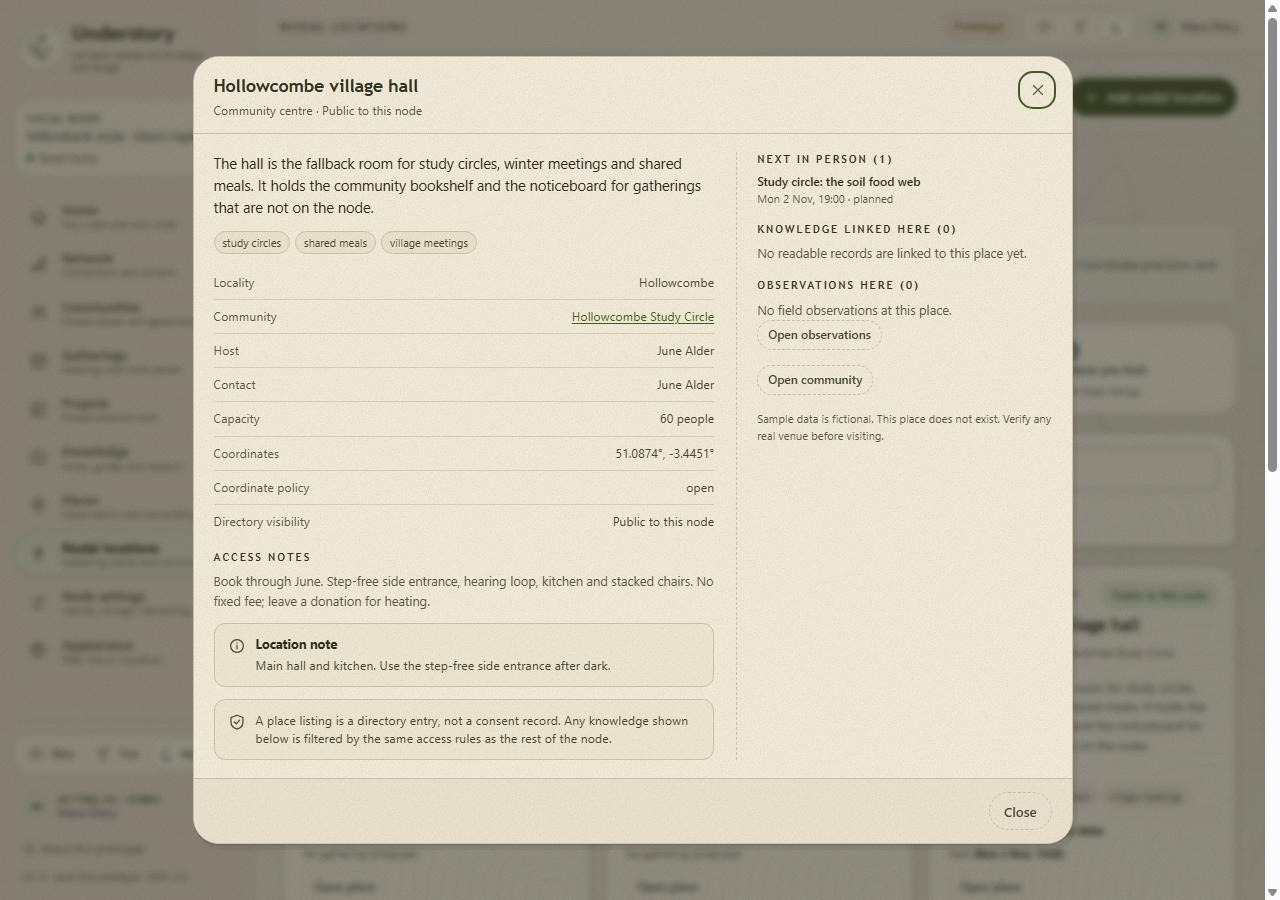 Understory
NODAL LOCATIONS
Prototype
Add nodal location
Hollowcombe village hall
Community centre · Public to this node
The hall is the fallback room for study circles, winter meetings and shared
meals. It holds the community bookshelf and the noticeboard for gatherings
that are not on the node.
study circles
shared meals
village meetings
Locality
Hollowcombe
Community
Hollowcombe Study Circle
Host
June Alder
Contact
June Alder
Capacity
60 people
Coordinates
51.0874°, -3.4451°
Coordinate policy
open
Directory visibility
Public to this node
ACCESS NOTES
Book through June. Step-free side entrance, hearing loop, kitchen and stacked chairs. No
fixed fee; leave a donation for heating.
Location note
Main hall and kitchen. Use the step-free side entrance after dark.
A place listing is a directory entry, not a consent record. Any knowledge shown
below is filtered by the same access rules as the rest of the node.
NEXT IN PERSON (1)
Study circle: the soil food web
Mon 2 Nov, 19:00 · planned
KNOWLEDGE LINKED HERE (0)
No readable records are linked to this place yet.
OBSERVATIONS HERE (0)
No field observations at this place.
Open observations
Open community
Sample data is fictional. This place does not exist. Verify any
real venue before visiting.
Close
Home
Network
Communities
Gatherings
Projects
Knowledge
Places
Nodal locations
Node settings
Appearance
Open place
Open place
Open place